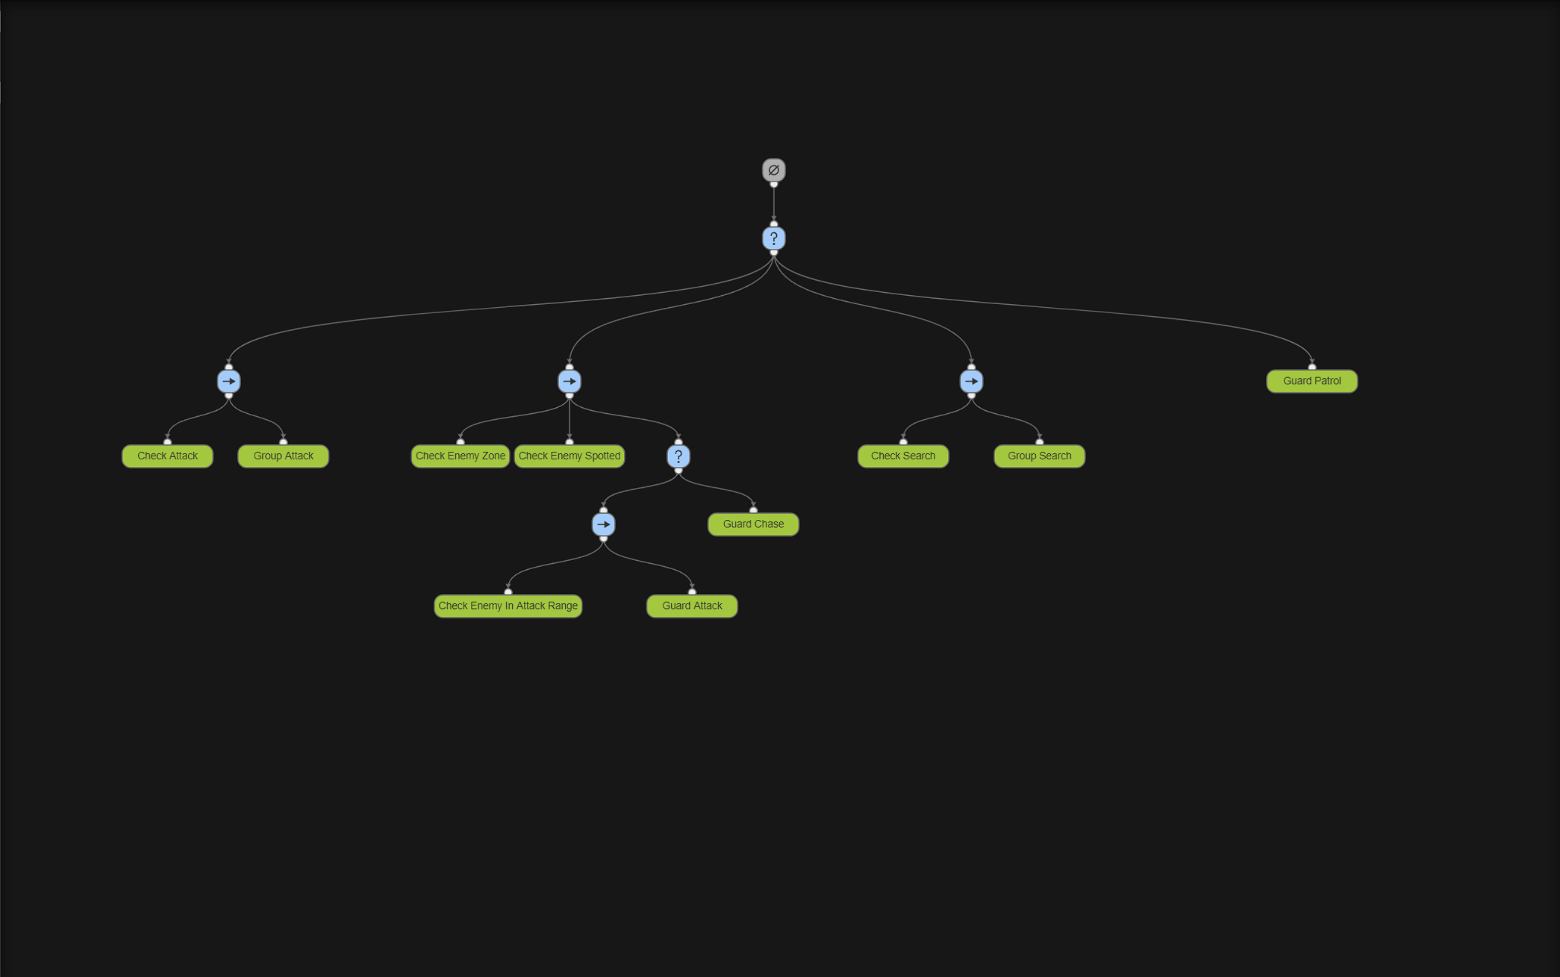 ∅
?
→
→
→
Guard Patrol
Check Attack
Group Attack
Check Enemy Zone
Check Enemy Spotted
?
Check Search
Group Search
→
Guard Chase
Check Enemy In Attack Range
Guard Attack